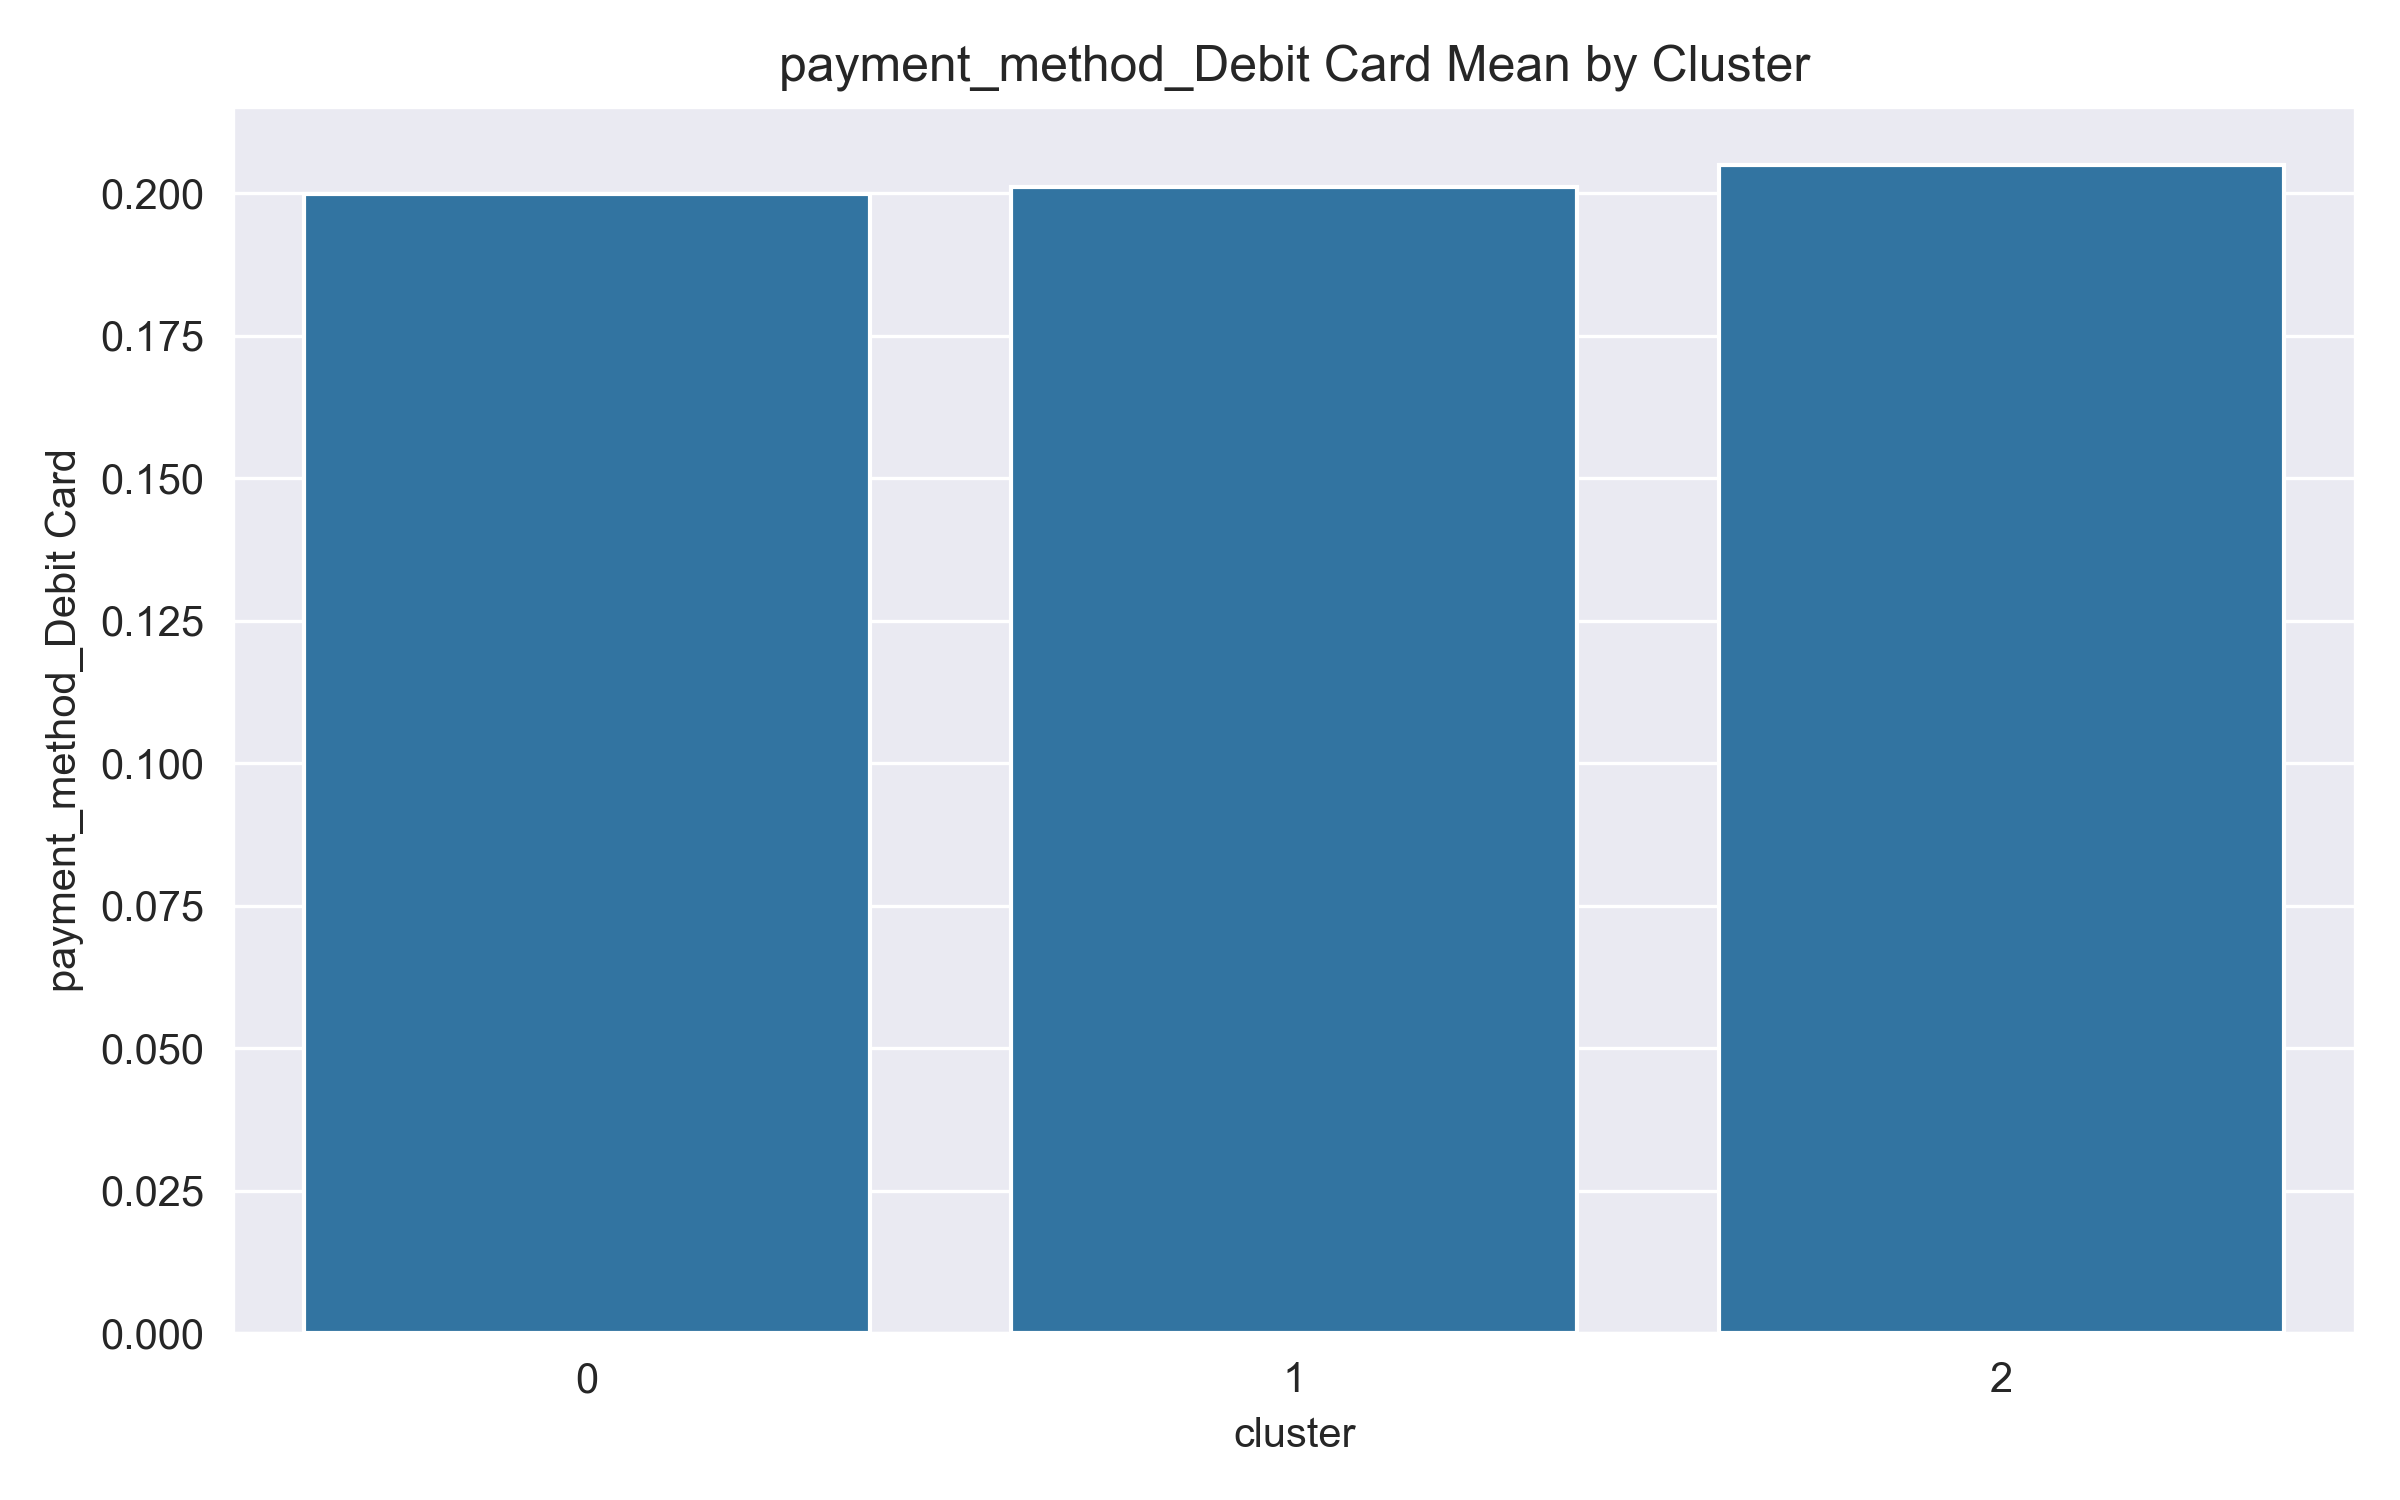 payment_method_Debit Card Mean by Cluster
payment_method_Debit Card
0.200
0.175
0.150
0.125
0.100
0.075
0.050
0.025
0.000
0 1 2
cluster